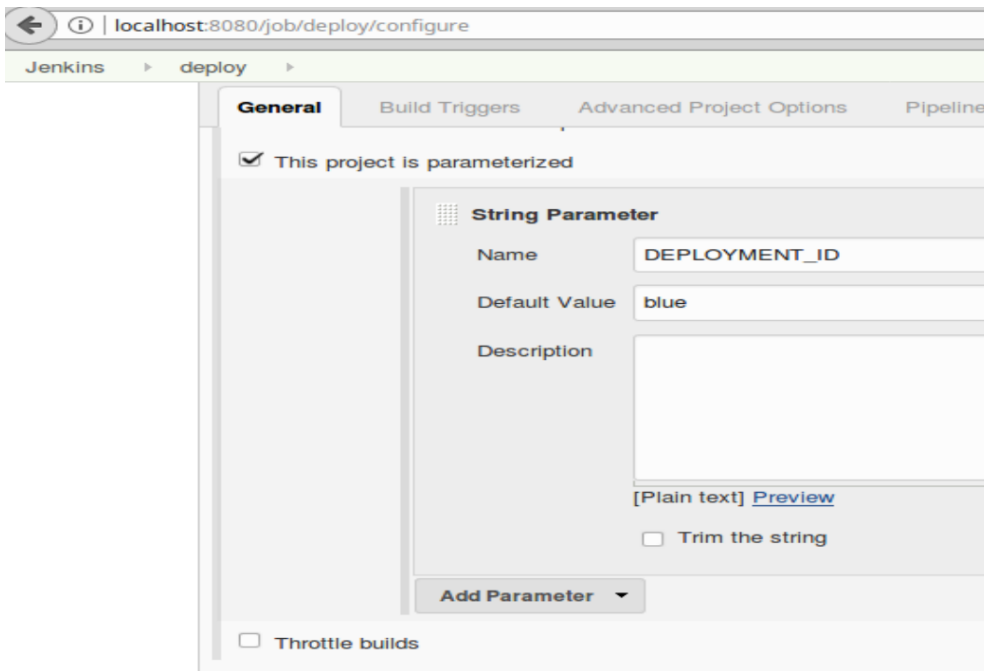 localhost:8080/job/deploy/configure
Jenkins deploy
General Build Triggers Advanced Project Options Pipeline
This project is parameterized
String Parameter
Name DEPLOYMENT_ID
Default Value blue
Description
[Plain text] Preview
Trim the string
Add Parameter
Throttle builds